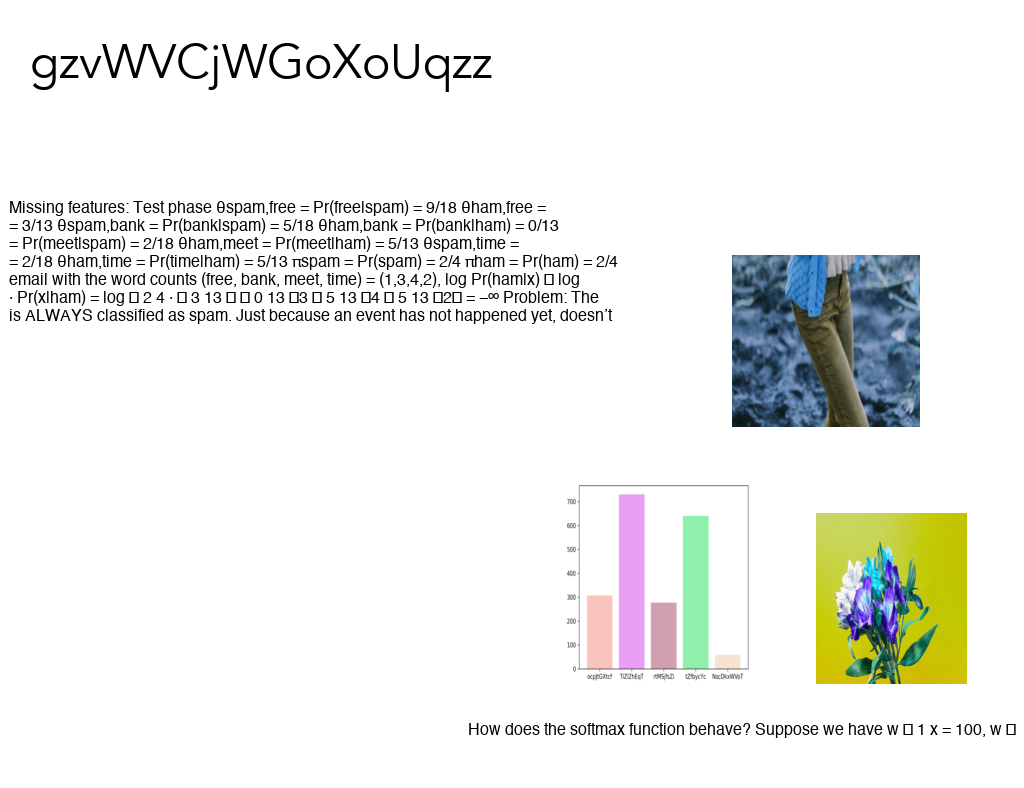 gzvWVCjWGoXoUqzz
Missing features: Test phase θspam,free = Pr(free|spam) = 9/18 θham,free =
= 3/13 θspam,bank = Pr(bank|spam) = 5/18 θham,bank = Pr(bank|ham) = 0/13
= Pr(meet|spam) = 2/18 θham,meet = Pr(meet|ham) = 5/13 θspam,time =
= 2/18 θham,time = Pr(time|ham) = 5/13 πspam = Pr(spam) = 2/4 πham = Pr(ham) = 2/4
email with the word counts (free, bank, meet, time) = (1,3,4,2), log Pr(ham|x) □ log
· Pr(x|ham) = log □ 2 4 · □ 3 13 □ □ 0 13 □3 □ 5 13 □4 □ 5 13 □2□ = –∞ Problem: The
is ALWAYS classified as spam. Just because an event has not happened yet, doesn’t
700
600
500
400
300
200
100
0
TiZlZhEqT
rtMSjfsZl
tZfbycYc
NscDkxWVoT
How does the softmax function behave? Suppose we have w □ 1 x = 100, w □